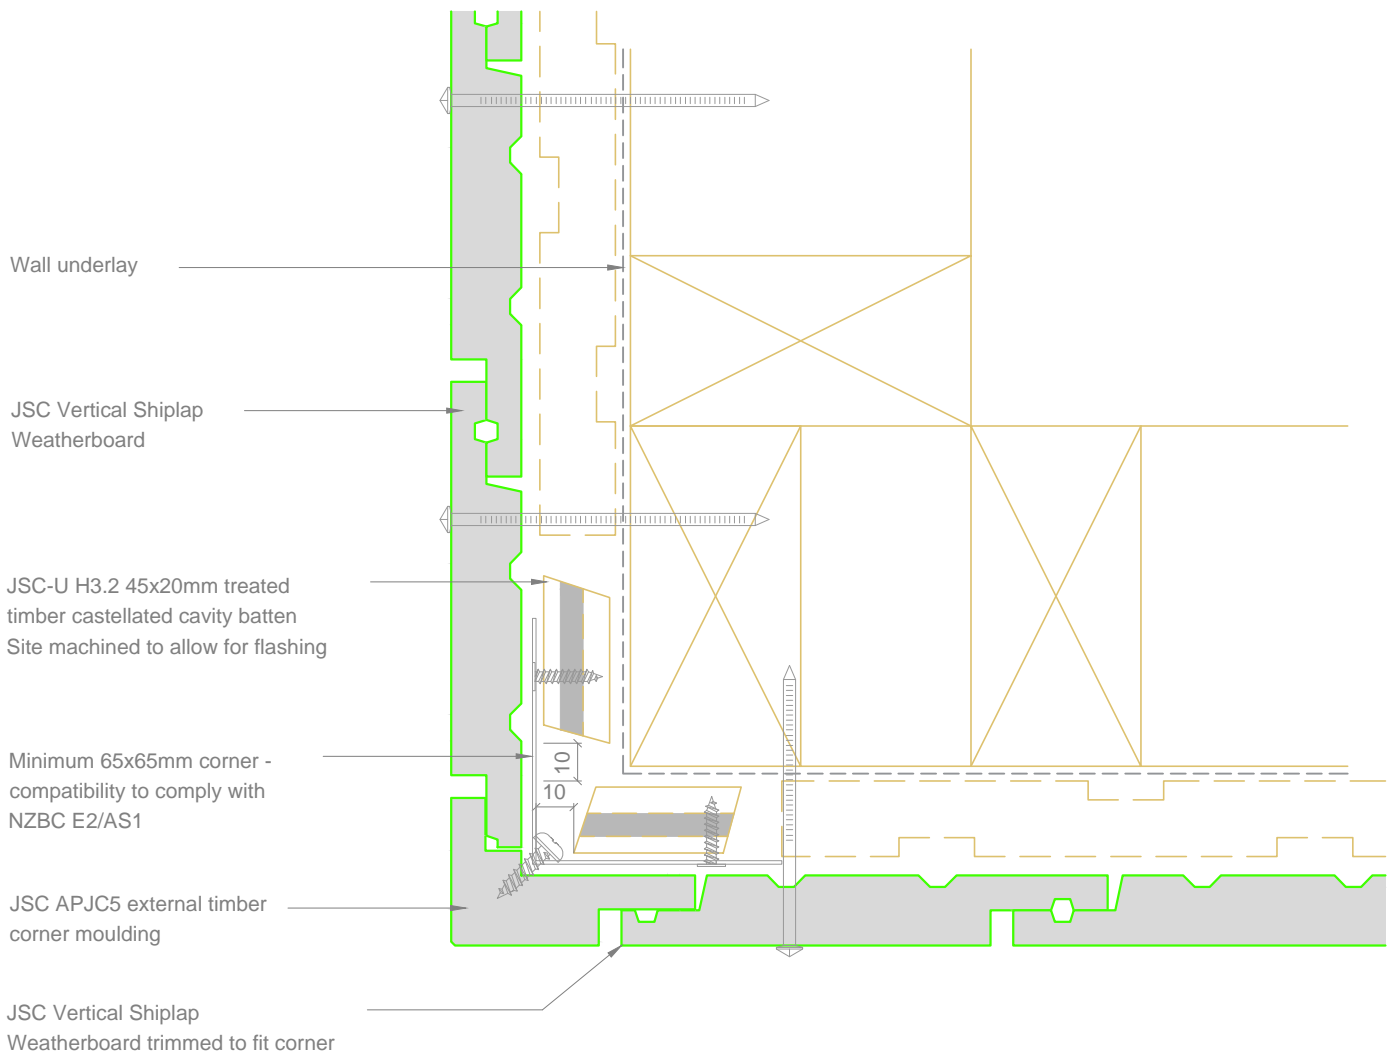 Wall underlay
JSC Vertical Shiplap
Weatherboard
JSC-U H3.2 45x20mm treated
timber castellated cavity batten
Site machined to allow for flashing
10
Minimum 65x65mm corner -
compatibility to comply with
NZBC E2/AS1
10
JSC APJC5 external timber
corner moulding
JSC Vertical Shiplap
Weatherboard trimmed to fit corner